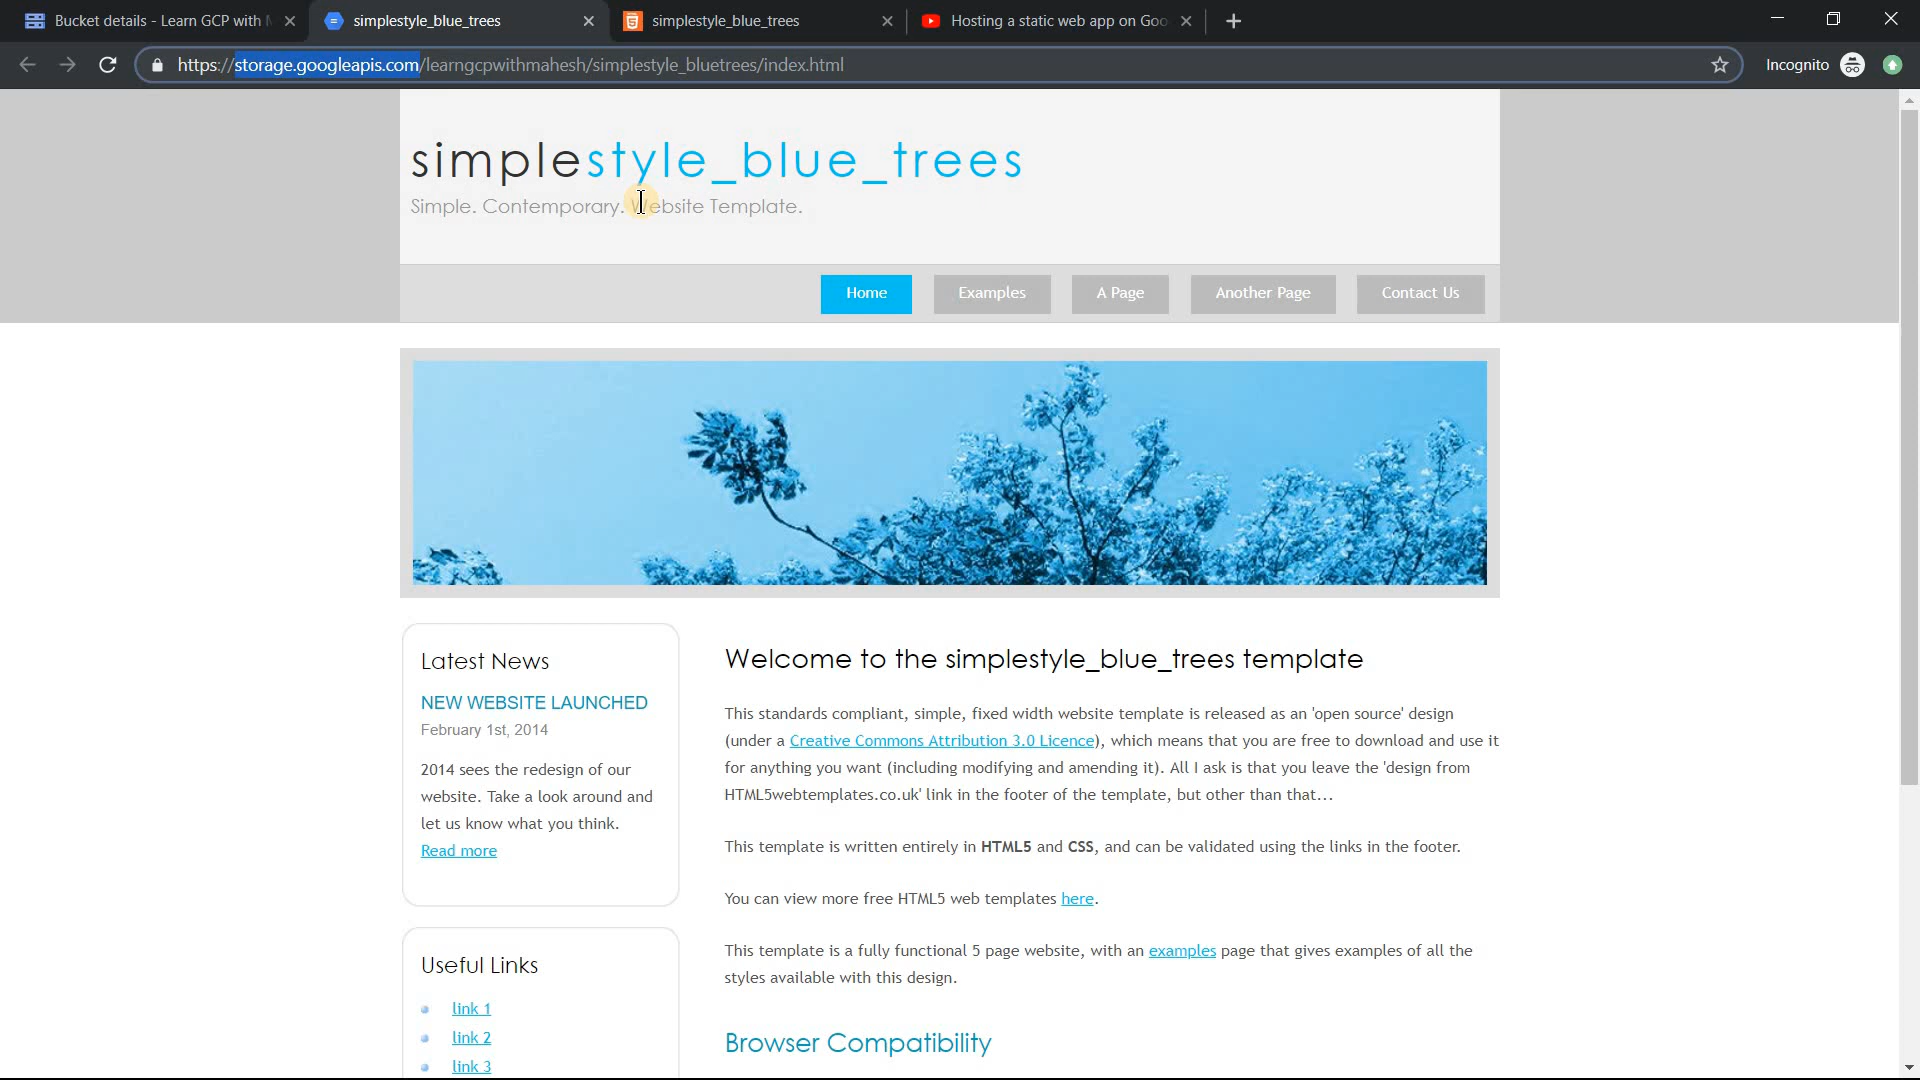 Bucket details - Learn GCP with
simplestyle_blue_trees
simplestyle_blue_trees
Hosting a static web app on Goo
https://storage.googleapis.com/learngcpwithmahesh/simplestyle_bluetrees/index.html
Incognito
simplestyle_blue_trees
Simple. Contemporary. Website Template.
Home
Examples
A Page
Another Page
Contact Us
Latest News
NEW WEBSITE LAUNCHED
February 1st, 2014
2014 sees the redesign of our
website. Take a look around and
let us know what you think.
Read more
Useful Links
link 1
link 2
link 3
Welcome to the simplestyle_blue_trees template
This standards compliant, simple, fixed width website template is released as an 'open source' design
(under a Creative Commons Attribution 3.0 Licence), which means that you are free to download and use it
for anything you want (including modifying and amending it). All I ask is that you leave the 'design from
HTML5webtemplates.co.uk' link in the footer of the template, but other than that...
This template is written entirely in HTML5 and CSS, and can be validated using the links in the footer.
You can view more free HTML5 web templates here.
This template is a fully functional 5 page website, with an examples page that gives examples of all the
styles available with this design.
Browser Compatibility